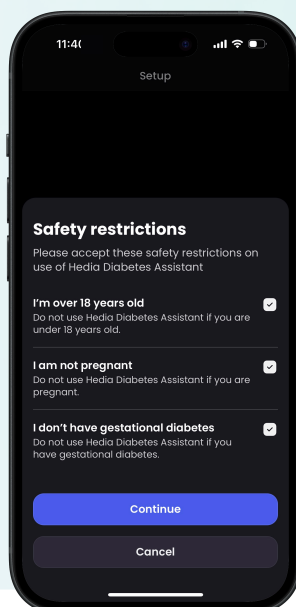 11:40
Setup
Safety restrictions
Please accept these safety restrictions on
use of Hedia Diabetes Assistant
I'm over 18 years old
Do not use Hedia Diabetes Assistant if you are
under 18 years old.
I am not pregnant
Do not use Hedia Diabetes Assistant if you are
pregnant.
I don't have gestational diabetes
Do not use Hedia Diabetes Assistant if you
have gestational diabetes.
Continue
Cancel